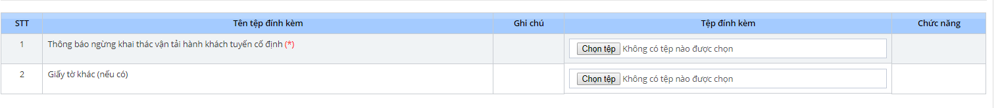 STT Tên tệp đính kèm Ghi chú Tệp đính kèm Chức năng
1 Thông báo ngừng khai thác vận tải hành khách tuyến cố định (*) Chọn tệp Không có tệp nào được chọn
2 Giấy tờ khác (nếu có) Chọn tệp Không có tệp nào được chọn